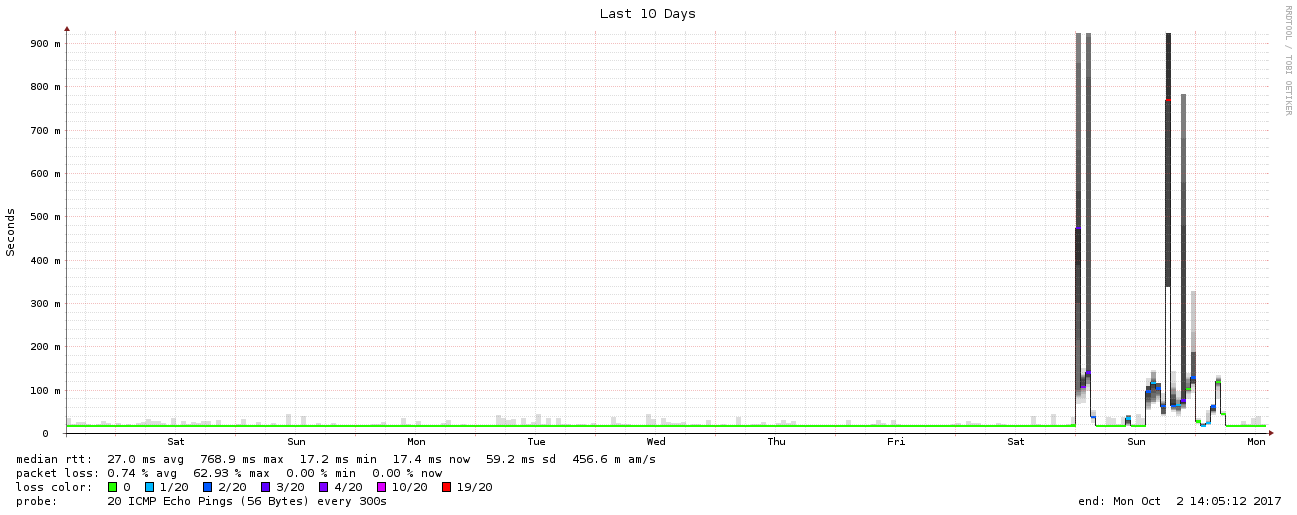 Last 10 Days
RRDTOOL / TOBI OETIKER
Seconds
900 m
800 m
700 m
600 m
500 m
400 m
300 m
200 m
100 m
0
Sat Sun Mon Tue Wed Thu Fri Sat Sun Mon
median rtt: 27.0 ms avg 768.9 ms max 17.2 ms min 17.4 ms now 59.2 ms sd 456.6 m am/s
packet loss: 0.74 % avg 62.93 % max 0.00 % min 0.00 % now
loss color: 0 1/20 2/20 3/20 4/20 10/20 19/20
probe: 20 ICMP Echo Pings (56 Bytes) every 300s end: Mon Oct 2 14:05:12 2017